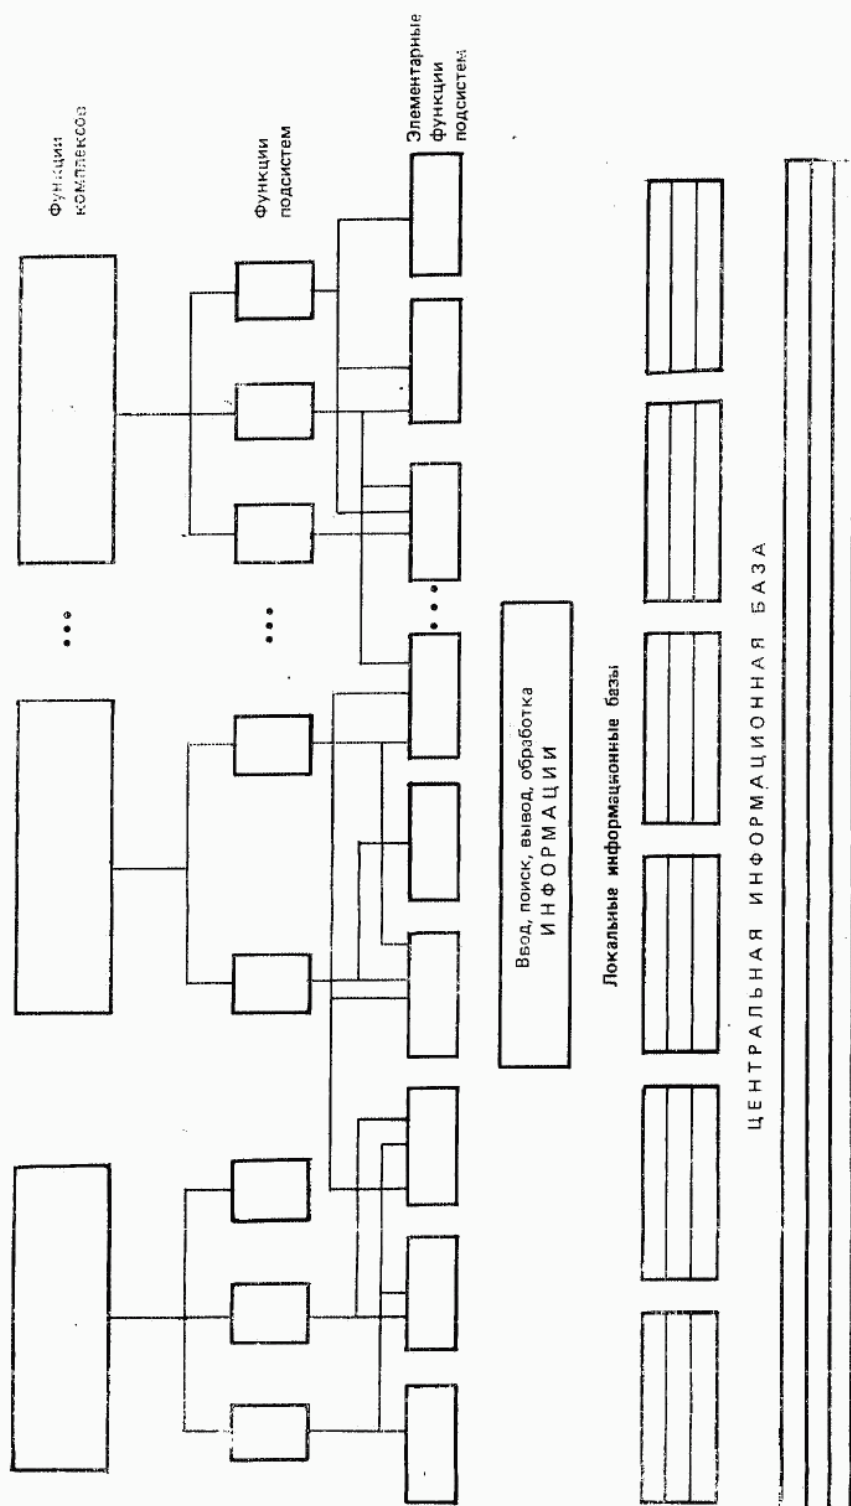 Функции
комплексов
Функции
подсистем
Элементарные
функции
подсистем
Ввод, поиск, вывод, обработка
ИНФОРМАЦИИ
Локальные информационные базы
ЦЕНТРАЛЬНАЯ ИНФОРМАЦИОННАЯ БАЗА